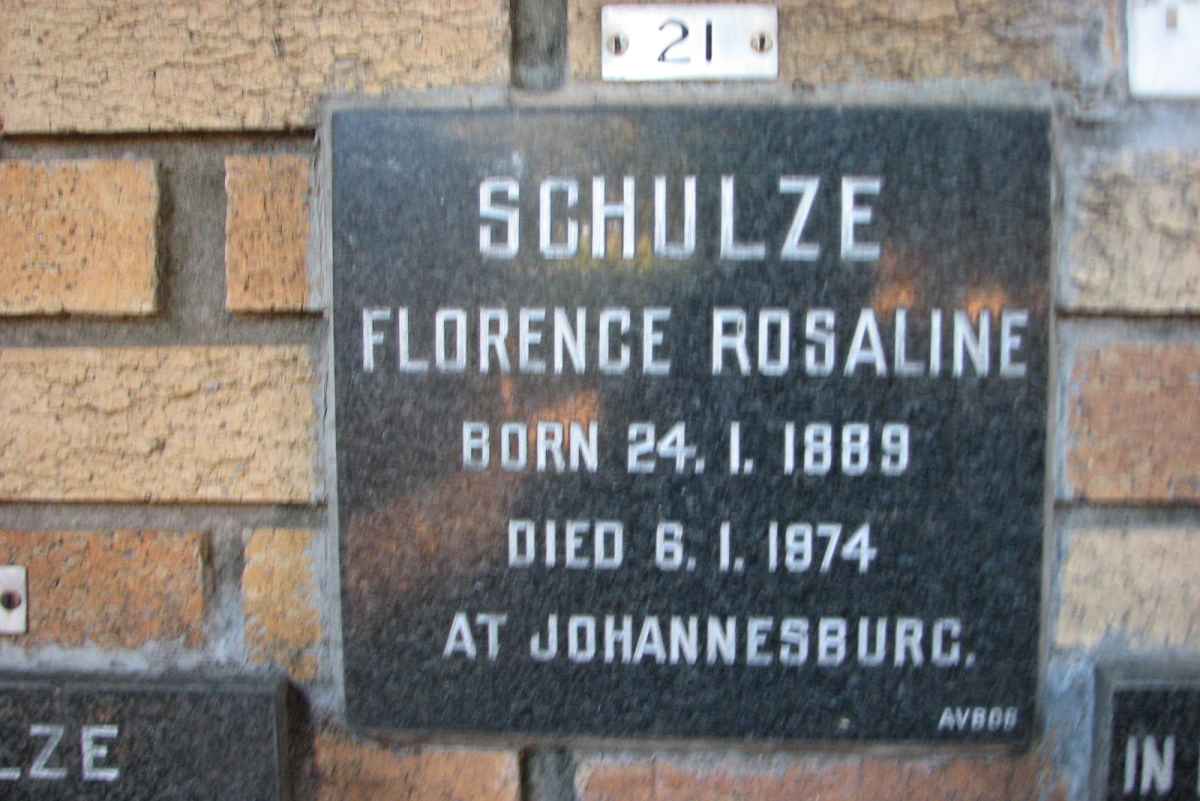 21
SCHULZE
FLORENCE ROSALINE
BORN 24. 1. 1889
DIED 6. 1. 1974
AT JOHANNESBURG.
AVBOB
LZE
IN